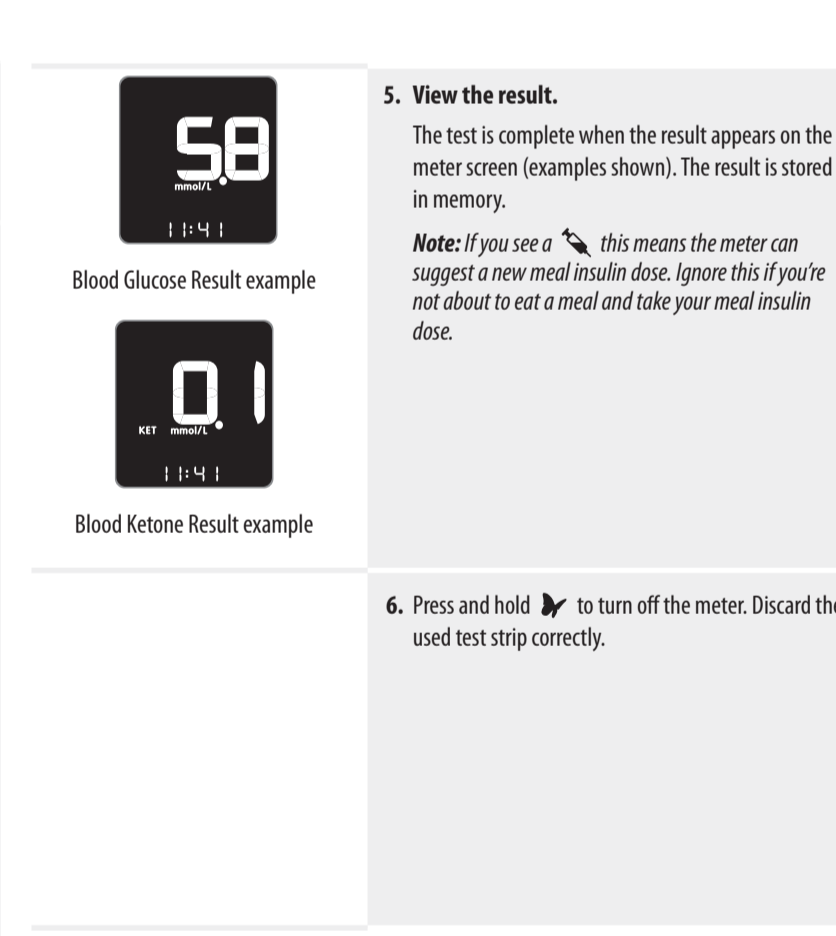 5.8
mmol/L
11:41
Blood Glucose Result example
0.1
KET mmol/L
11:41
Blood Ketone Result example
5. View the result.
The test is complete when the result appears on the
meter screen (examples shown). The result is stored
in memory.
Note: If you see a this means the meter can
suggest a new meal insulin dose. Ignore this if you're
not about to eat a meal and take your meal insulin
dose.
6. Press and hold to turn off the meter. Discard the
used test strip correctly.